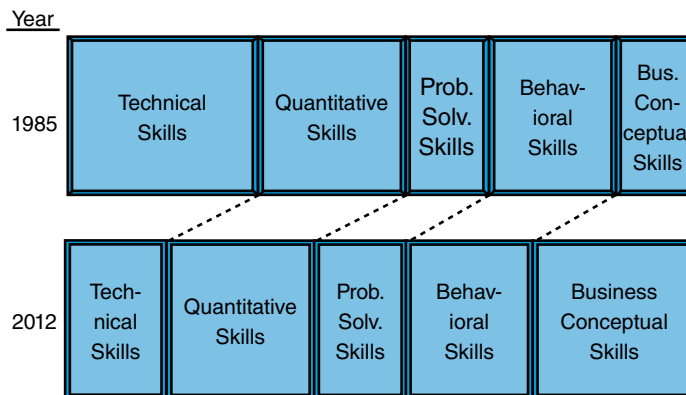 Year
1985
Technical
Skills
Quantitative
Skills
Prob.
Solv.
Skills
Behav-
ioral
Skills
Bus.
Con-
ceptual
Skills
2012
Tech-
nical
Skills
Quantitative
Skills
Prob.
Solv.
Skills
Behav-
ioral
Skills
Business
Conceptual
Skills